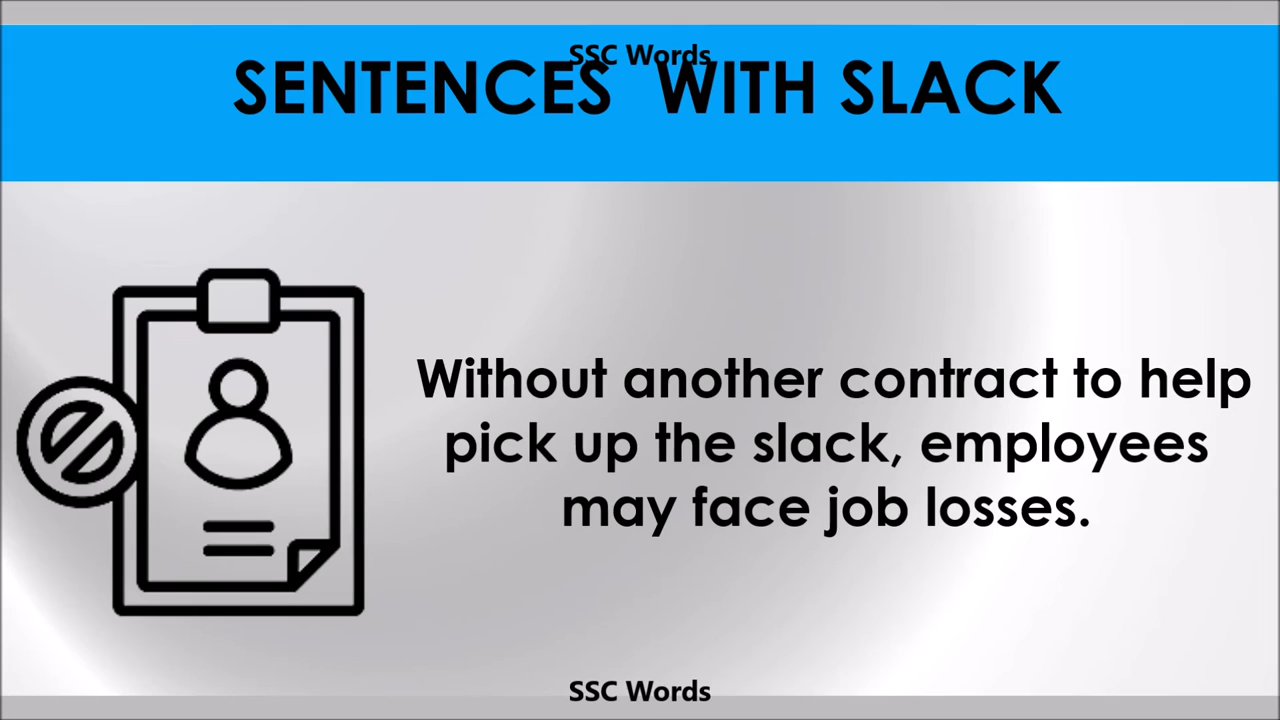 SSC Words
SENTENCES WITH SLACK
Without another contract to help
pick up the slack, employees
may face job losses.
SSC Words